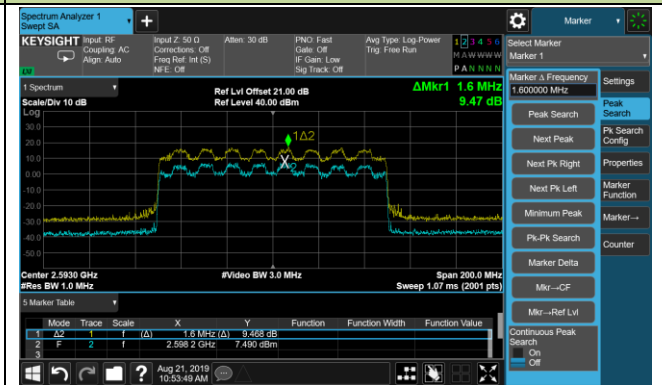 Spectrum Analyzer 1
Swept SA
Marker
KEYSIGHT
Input: RF
Coupling: AC
Align: Auto
Input Z: 50 Ω
Corrections: Off
Freq Ref: Int (S)
NFE: Off
Atten: 30 dB
PNO: Fast
Gate: Off
IF Gain: Low
Sig Track: Off
Avg Type: Log-Power
Trig: Free Run
1 2 3 4 5 6
M A W W W W
P A N N N N
Select Marker
Marker 1
1 Spectrum
Scale/Div 10 dB
Log
Ref Lvl Offset 21.00 dB
Ref Level 40.00 dBm
ΔMkr1 1.6 MHz
9.47 dB
30.0
20.0
10.0
0.00
-10.0
-20.0
-30.0
-40.0
-50.0
1Δ2
Center 2.5930 GHz
#Res BW 1.0 MHz
#Video BW 3.0 MHz
Span 200.0 MHz
Sweep 1.07 ms (2001 pts)
5 Marker Table
Mode Trace Scale X Y Function Function Width Function Value
1 Δ2 1 f (Δ) 1.6 MHz (Δ) 9.468 dB
2 F 2 f 2.598 2 GHz 7.490 dBm
3
Aug 21, 2019
10:53:49 AM
Marker Δ Frequency
1.600000 MHz
Peak Search
Next Peak
Next Pk Right
Next Pk Left
Minimum Peak
Pk-Pk Search
Marker Delta
Mkr→CF
Mkr→Ref Lvl
Continuous Peak
Search
On
Off
Settings
Peak
Search
Pk Search
Config
Properties
Marker
Function
Marker→
Counter